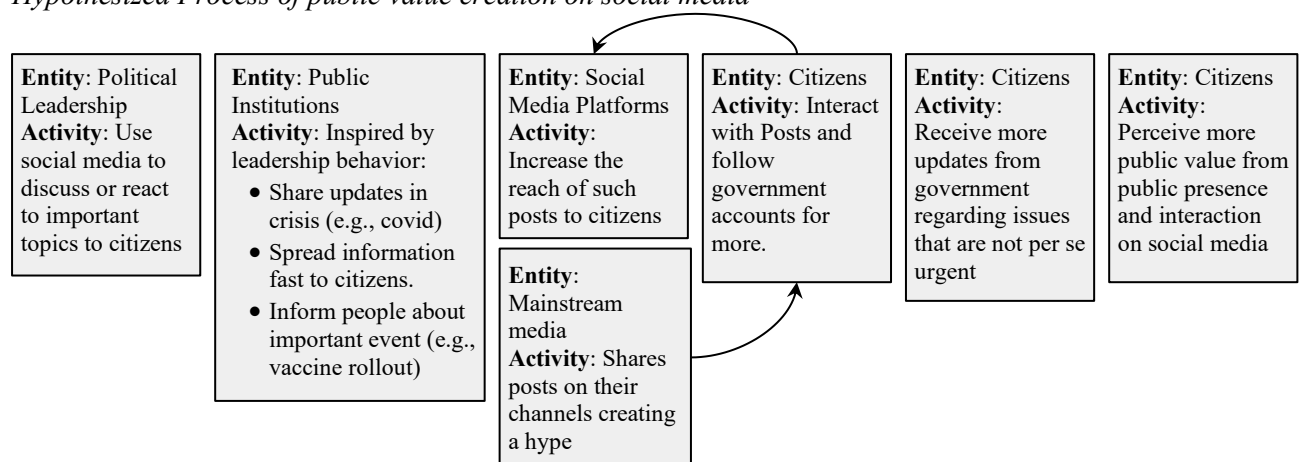 Hypothesized Process of public value creation on social media
Entity: Political
Leadership
Activity: Use
social media to
discuss or react
to important
topics to citizens
Entity: Public
Institutions
Activity: Inspired by
leadership behavior:
• Share updates in
crisis (e.g., covid)
• Spread information
fast to citizens.
• Inform people about
important event (e.g.,
vaccine rollout)
Entity: Social
Media Platforms
Activity:
Increase the
reach of such
posts to citizens
Entity:
Mainstream
media
Activity: Shares
posts on their
channels creating
a hype
Entity: Citizens
Activity: Interact
with Posts and
follow
government
accounts for
more.
Entity: Citizens
Activity:
Receive more
updates from
government
regarding issues
that are not per se
urgent
Entity: Citizens
Activity:
Perceive more
public value from
public presence
and interaction
on social media